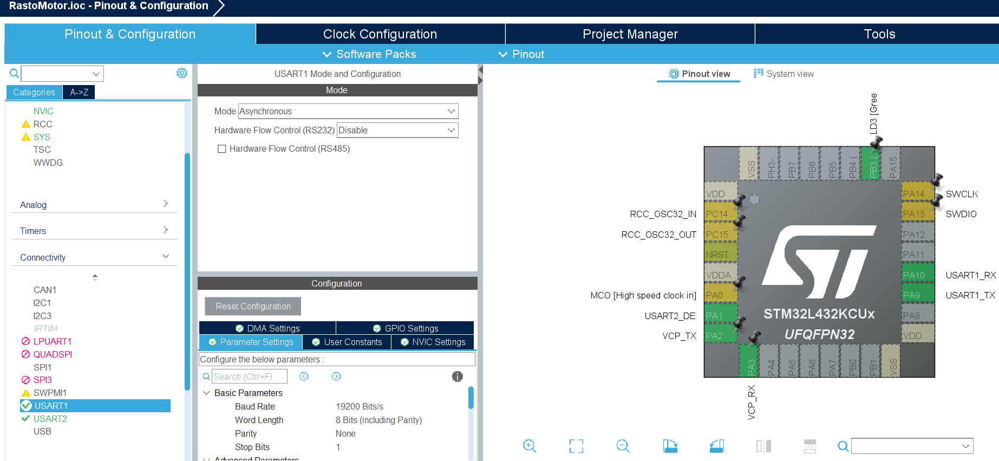 RastoMotor.ioc - Pinout & Configuration
Pinout & Configuration
Clock Configuration
Project Manager
Tools
Software Packs
Pinout
Categories
A->Z
NVIC
RCC
SYS
TSC
WWDG
Analog
Timers
Connectivity
CAN1
I2C1
I2C3
IRTIM
LPUART1
QUADSPI
SPI1
SPI3
SWPMI1
USART1
USART2
USB
USART1 Mode and Configuration
Mode
Mode Asynchronous
Hardware Flow Control (RS232) Disable
Hardware Flow Control (RS485)
Configuration
Reset Configuration
DMA Settings
GPIO Settings
Parameter Settings
User Constants
NVIC Settings
Configure the below parameters :
Search (Ctrl+F)
Basic Parameters
Baud Rate 19200 Bits/s
Word Length 8 Bits (including Parity)
Parity None
Stop Bits 1
Advanced Parameters
Pinout view
System view
LD3 [Gree
VSS
PH3-..
PB7
PB6
PB5
PB4 (..
PB3 (
PA15 ..
VDD
PC14..
PC15..
NRST
VDDA..
PA0
PA1
PA2
RCC_OSC32_IN
RCC_OSC32_OUT
MCO [High speed clock in]
USART2_DE
VCP_TX
PA14 ..
PA13 ..
PA12
PA11
PA10
PA9
PA8
VDD
SWCLK
SWDIO
USART1_RX
USART1_TX
ST
STM32L432KCUx
UFQFPN32
PA3
PA4
PA5
PA6
PA7
PB0
PB1
VSS
VCP_RX